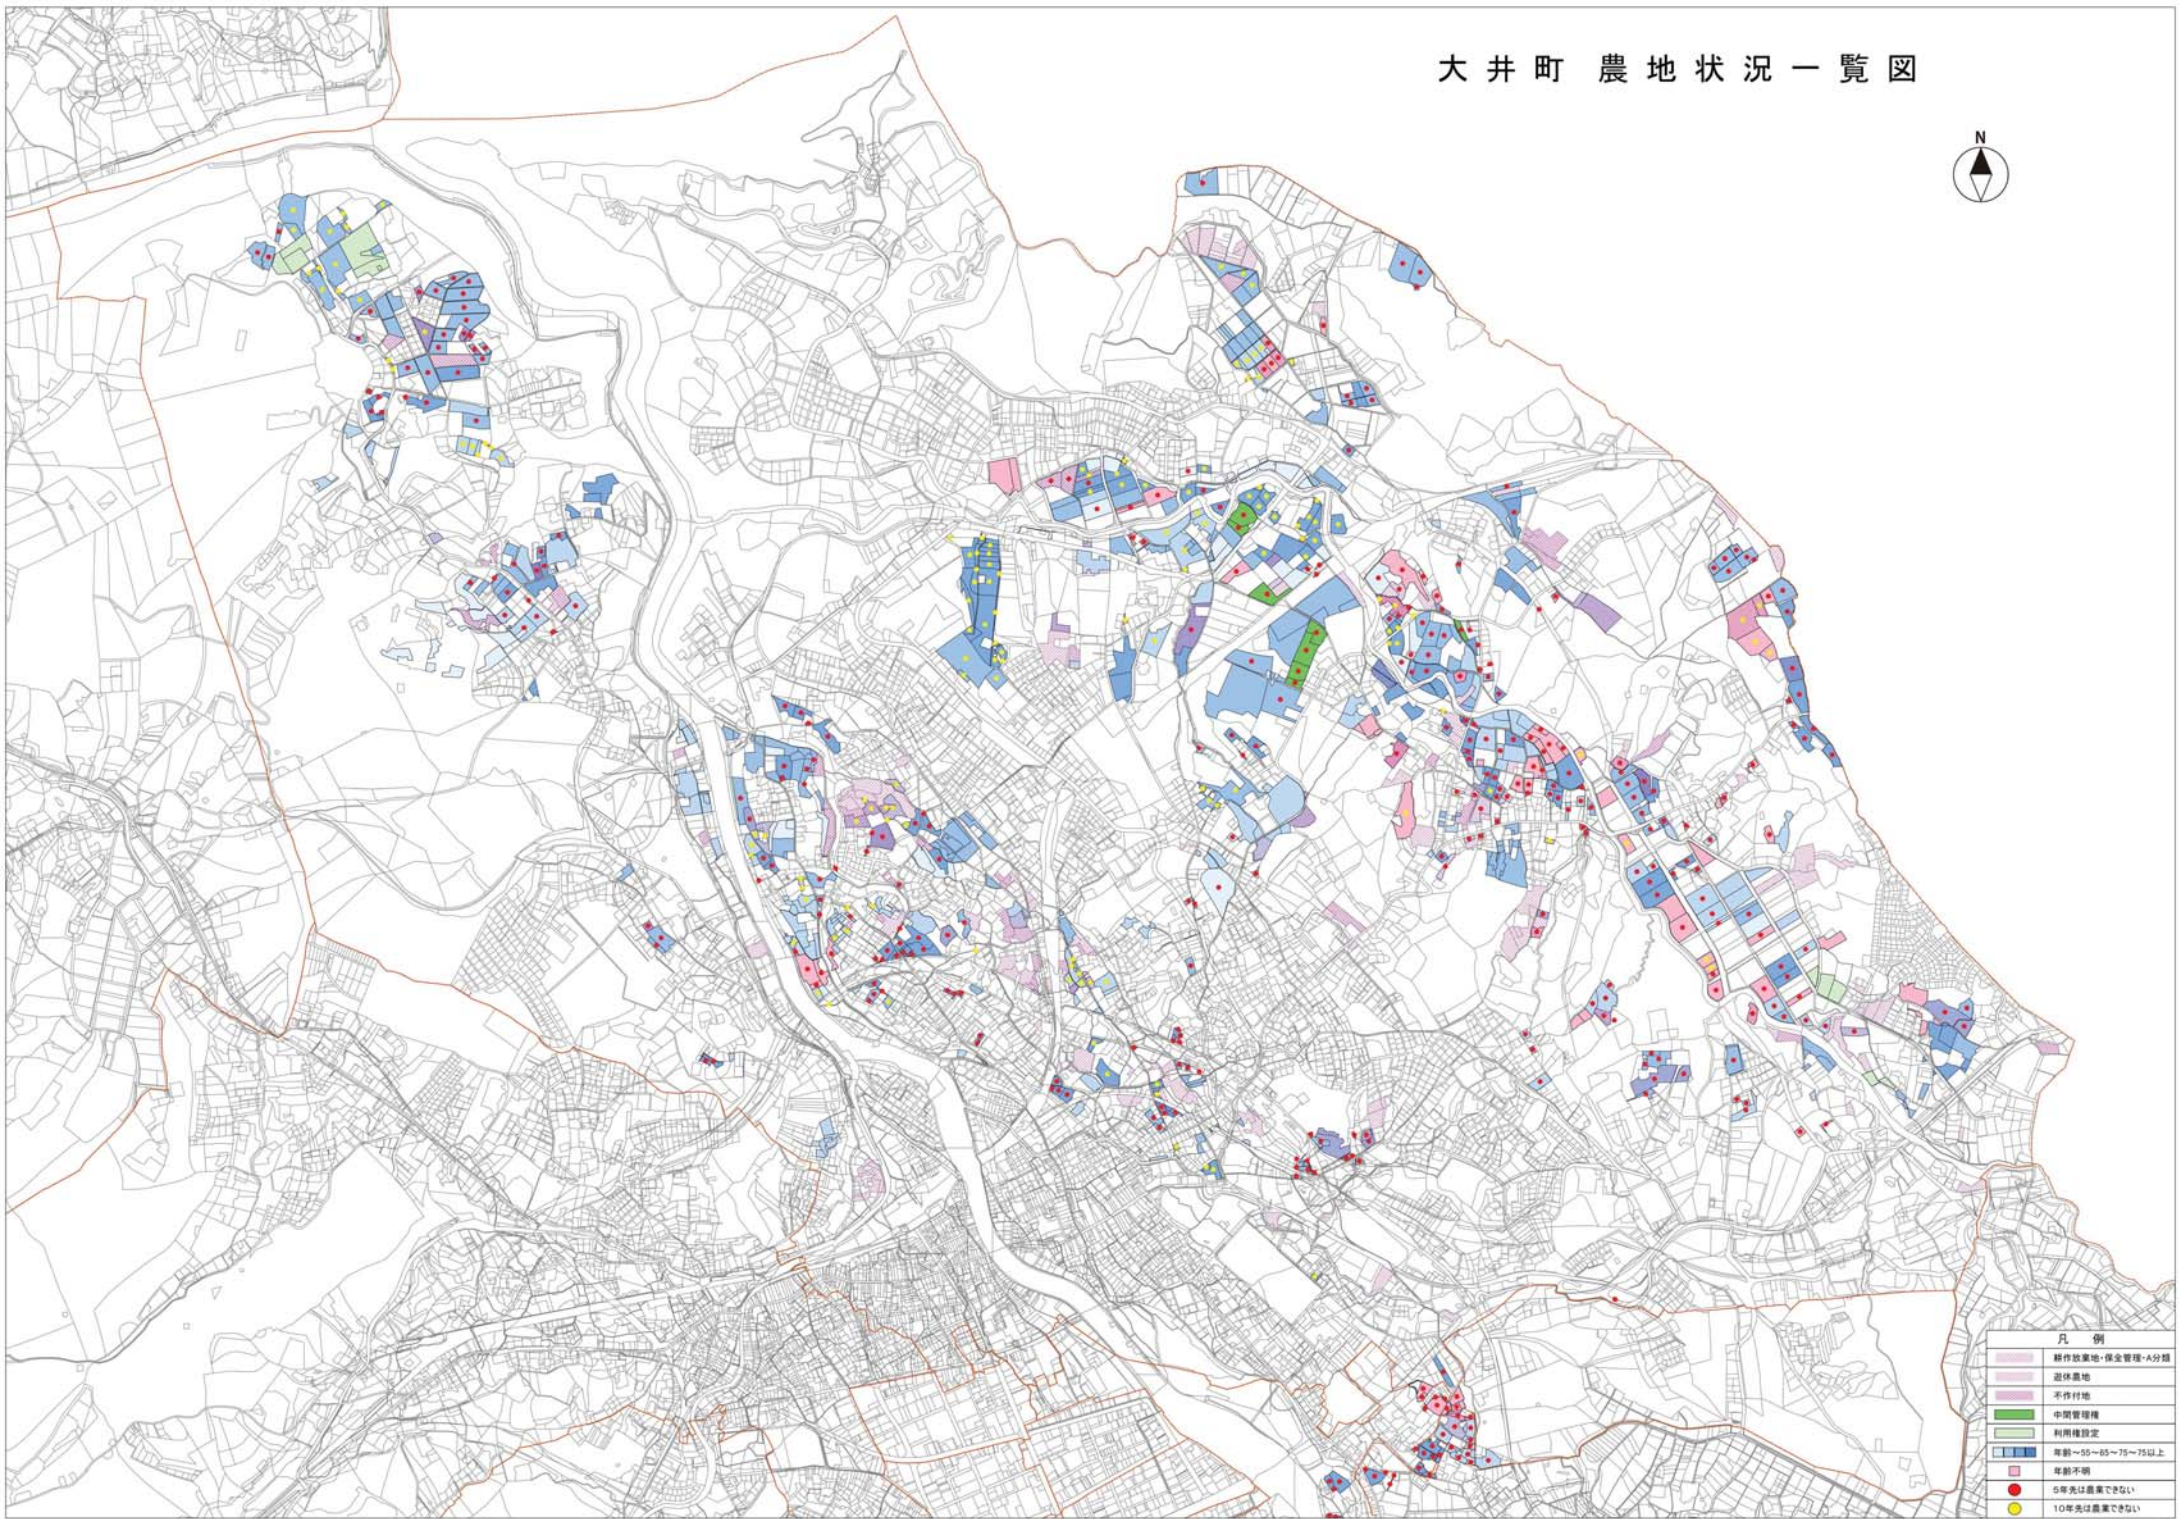 大井町 農地状況一覧図
N
凡 例
耕作放棄地・保全管理・A分類
遊休農地
不作付地
中間管理権
利用権設定
年齢～55～65～75～75以上
年齢不明
5年先は農業できない
10年先は農業できない